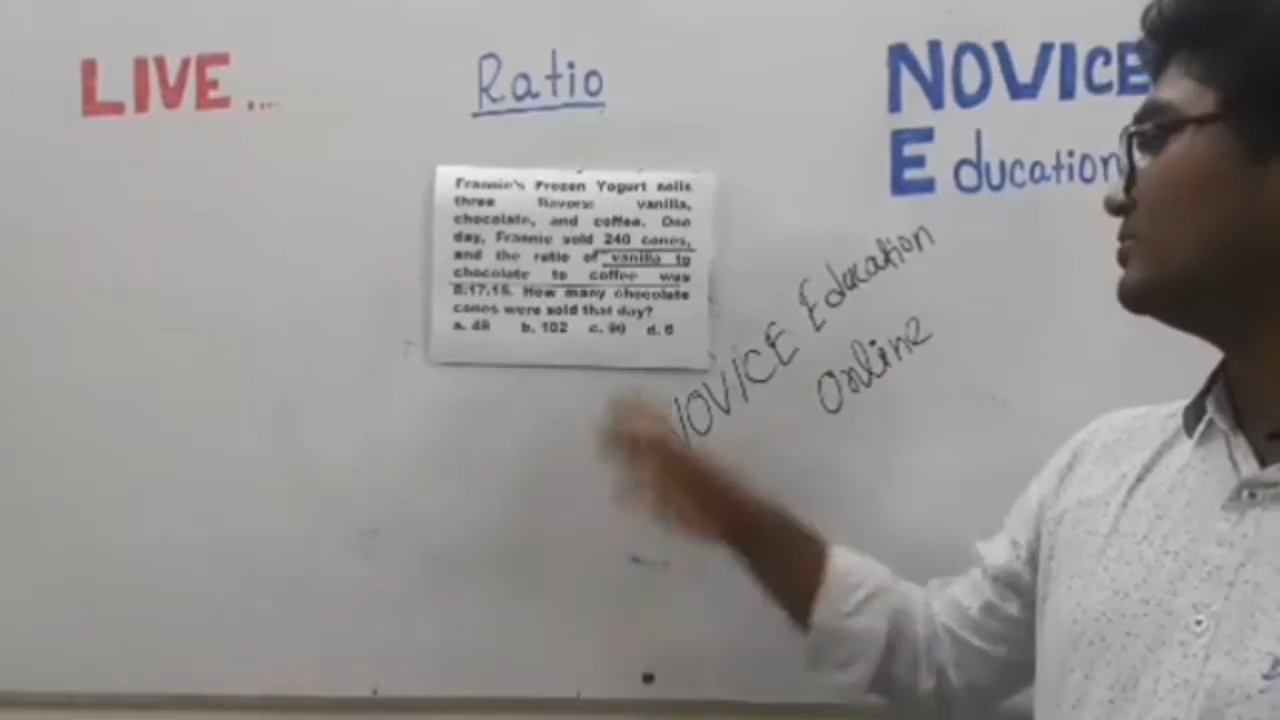 LIVE...
Ratio
NOVICE
Education
Frannie's Frozen Yogurt sells
three flavors: vanilla,
chocolate, and coffee. One
day, Frannie sold 240 cones,
and the ratio of vanilla to
chocolate to coffee was
8:17:15. How many chocolate
cones were sold that day?
a. 48 b. 102 c. 90 d. 6
NOVICE Education
Online